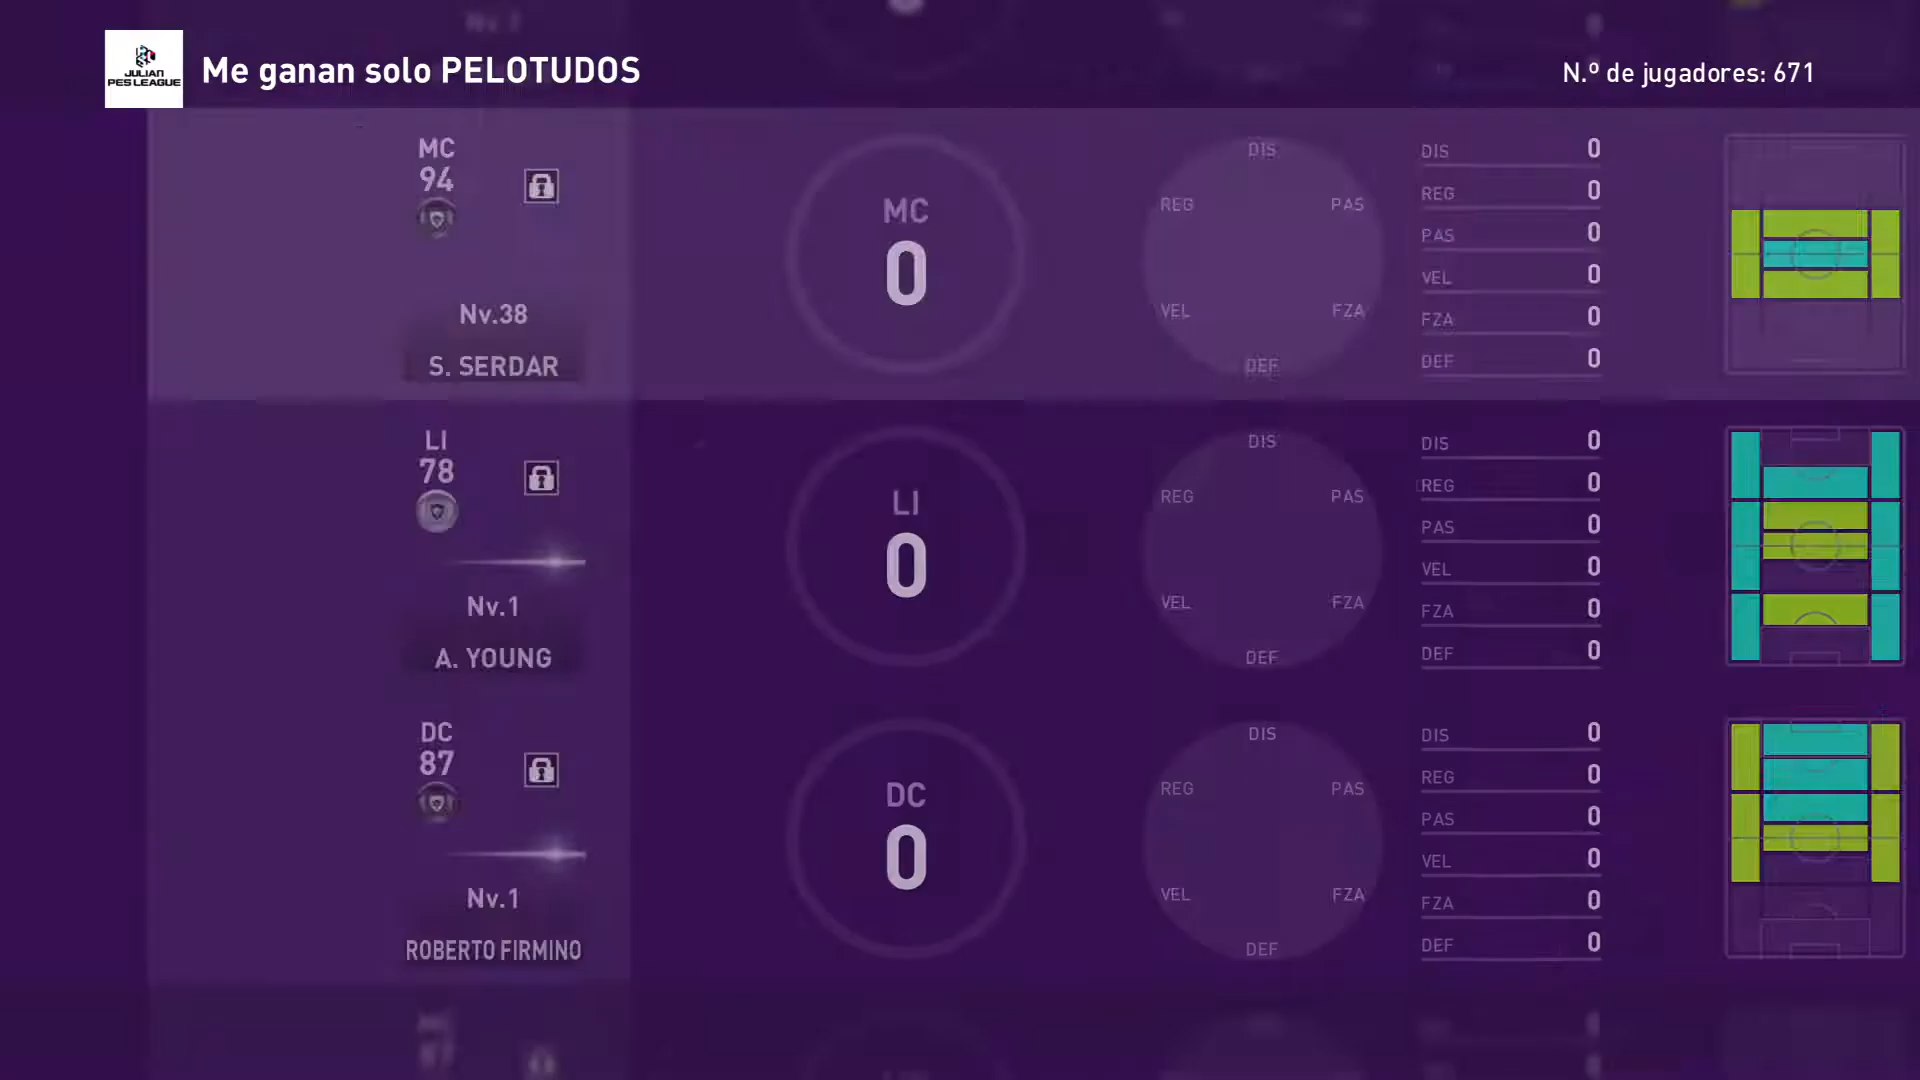 JULIAN
PES LEAGUE
Me ganan solo PELOTUDOS
N.º de jugadores: 671
MC
94
Nv.38
S. SERDAR
MC
0
DIS
REG
PAS
VEL
FZA
DEF
DIS 0
REG 0
PAS 0
VEL 0
FZA 0
DEF 0
LI
78
Nv.1
A. YOUNG
LI
0
DIS
REG
PAS
VEL
FZA
DEF
DIS 0
REG 0
PAS 0
VEL 0
FZA 0
DEF 0
DC
87
Nv.1
ROBERTO FIRMINO
DC
0
DIS
REG
PAS
VEL
FZA
DEF
DIS 0
REG 0
PAS 0
VEL 0
FZA 0
DEF 0